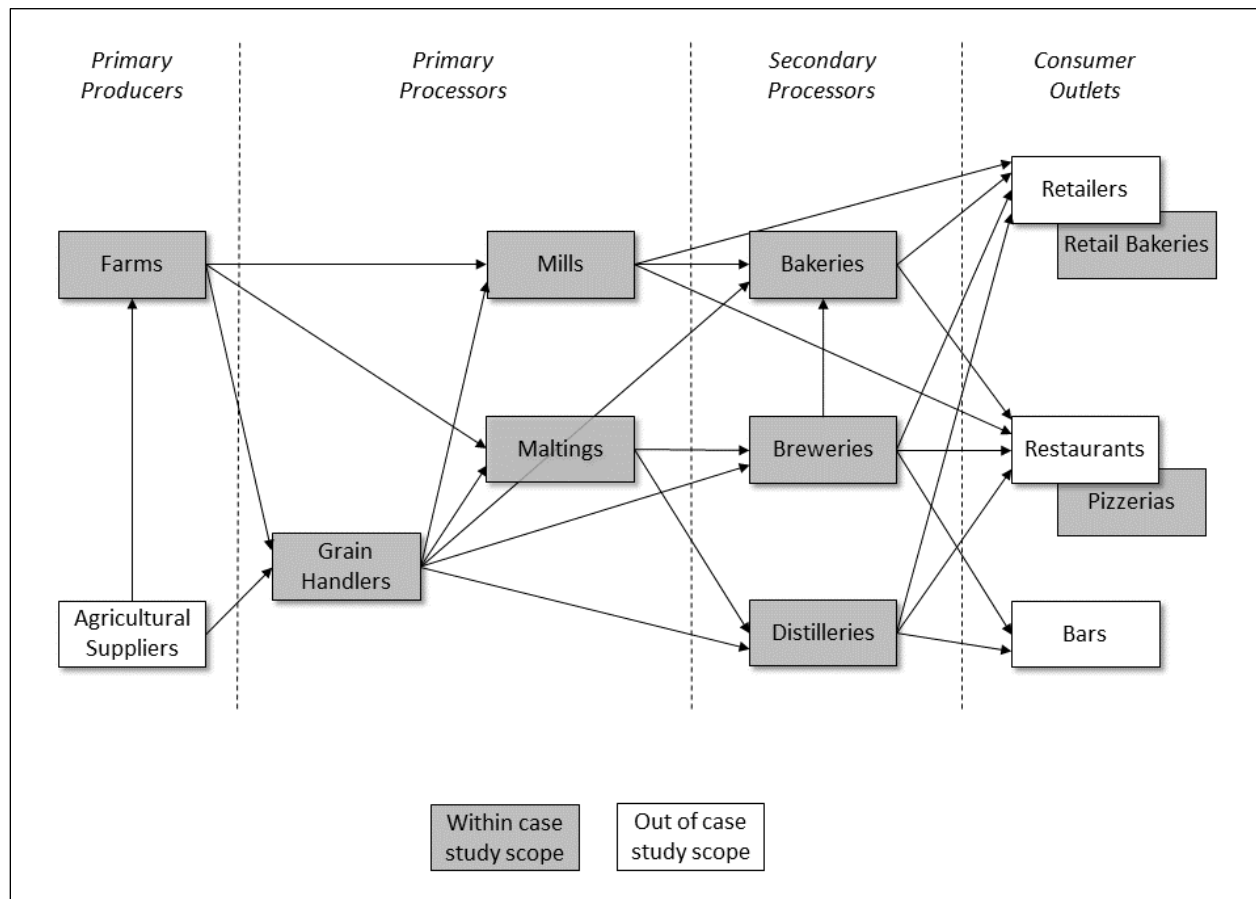 Primary
Producers
Primary
Processors
Secondary
Processors
Consumer
Outlets
Retailers
Retail Bakeries
Farms
Mills
Bakeries
Maltings
Breweries
Restaurants
Pizzerias
Grain
Handlers
Agricultural
Suppliers
Distilleries
Bars
Within case
study scope
Out of case
study scope